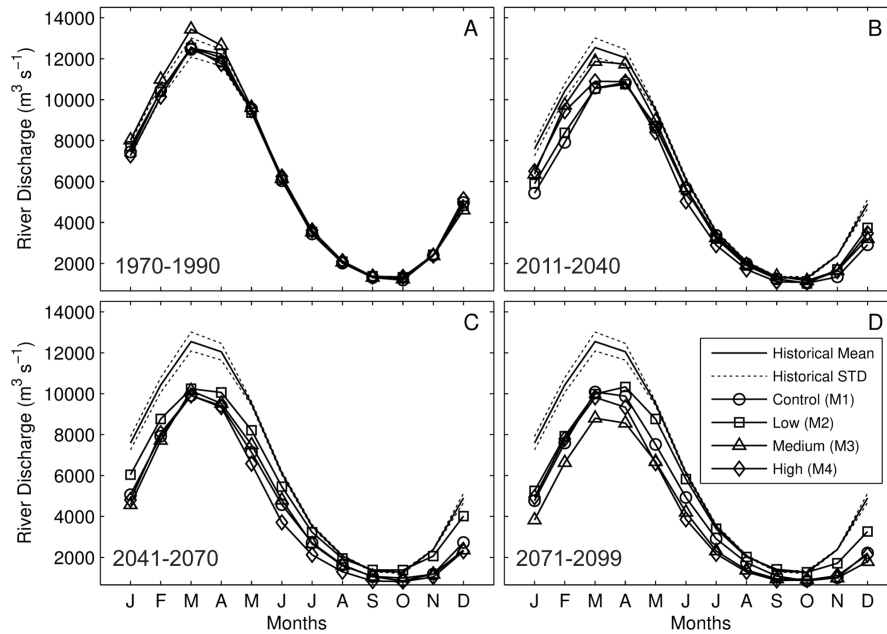 14000
12000
10000
8000
6000
4000
2000
River Discharge (m³ s⁻¹)
A
1970-1990
B
2011-2040
14000
12000
10000
8000
6000
4000
2000
River Discharge (m³ s⁻¹)
C
2041-2070
J F M A M J J A S O N D
Months
D
Historical Mean
Historical STD
Control (M1)
Low (M2)
Medium (M3)
High (M4)
2071-2099
J F M A M J J A S O N D
Months